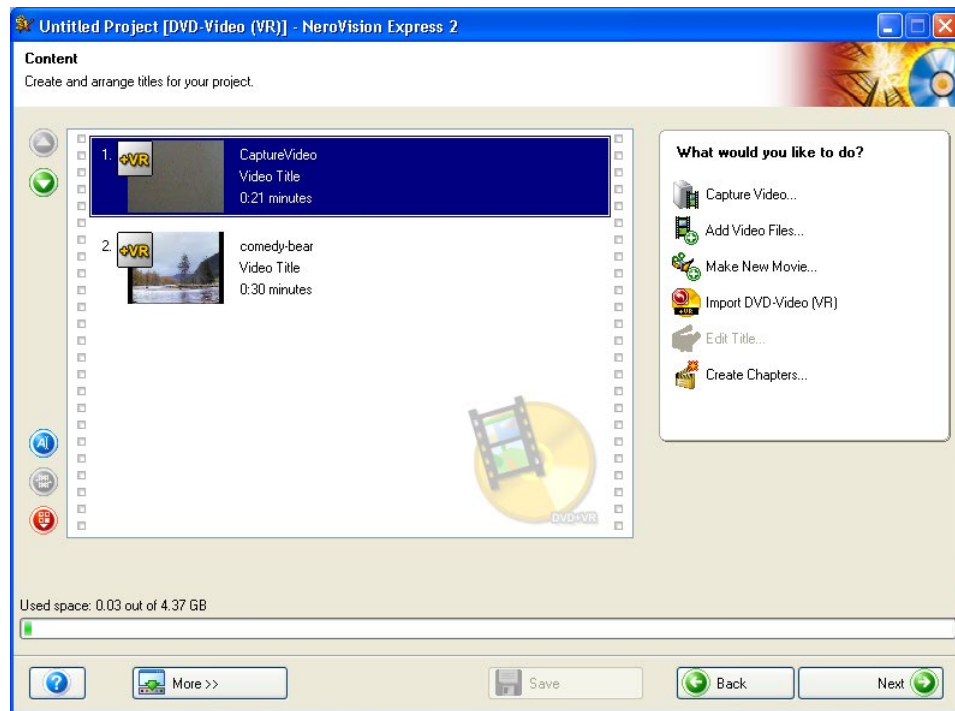 Untitled Project [DVD-Video (VR)] - NeroVision Express 2
Content
Create and arrange titles for your project.
1. +VR
CaptureVideo
Video Title
0:21 minutes
2. +VR
comedy-bear
Video Title
0:30 minutes
DVD+VR
What would you like to do?
Capture Video...
Add Video Files...
Make New Movie...
Import DVD-Video (VR)
Edit Title...
Create Chapters...
Used space: 0.03 out of 4.37 GB
More >>
Save
Back
Next